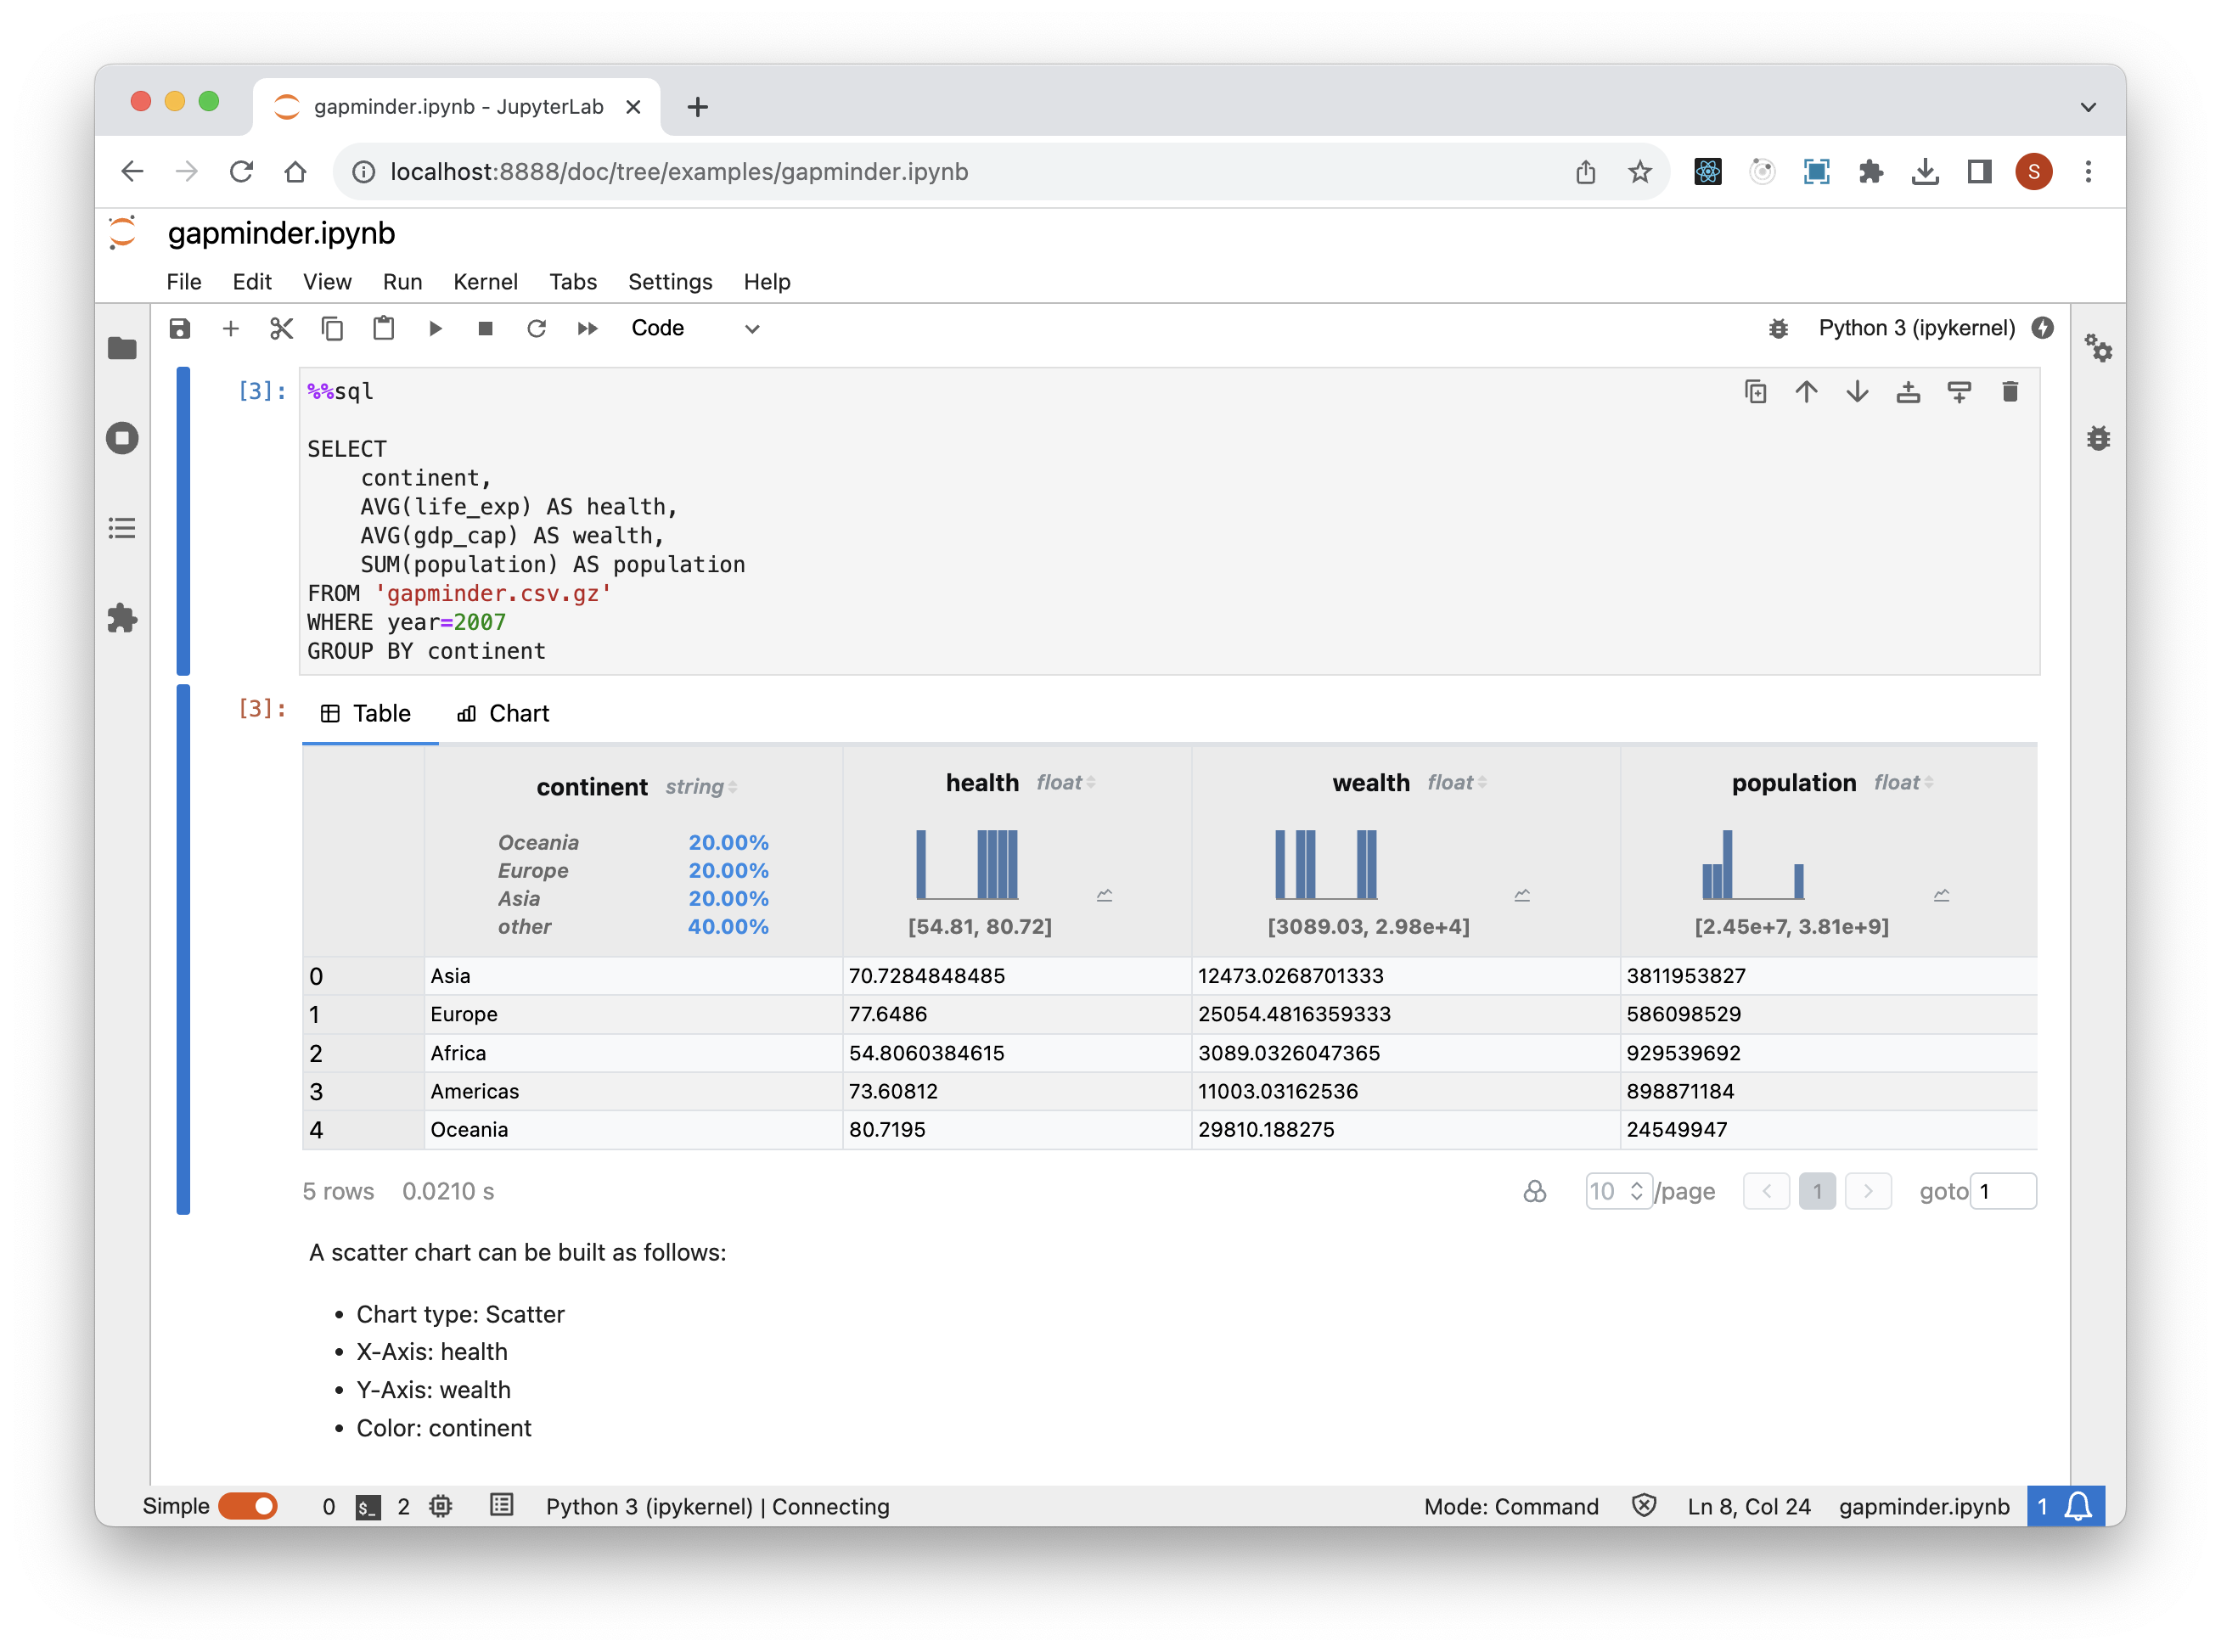 gapminder.ipynb - JupyterLab
localhost:8888/doc/tree/examples/gapminder.ipynb
S
gapminder.ipynb
File Edit View Run Kernel Tabs Settings Help
Code
Python 3 (ipykernel)
[3]:
%%sql
SELECT
continent,
AVG(life_exp) AS health,
AVG(gdp_cap) AS wealth,
SUM(population) AS population
FROM 'gapminder.csv.gz'
WHERE year=2007
GROUP BY continent
[3]:
Table Chart
continent string health float wealth float population float
Oceania 20.00%
Europe 20.00%
Asia 20.00%
other 40.00%
[54.81, 80.72] [3089.03, 2.98e+4] [2.45e+7, 3.81e+9]
0 Asia 70.7284848485 12473.0268701333 3811953827
1 Europe 77.6486 25054.4816359333 586098529
2 Africa 54.8060384615 3089.0326047365 929539692
3 Americas 73.60812 11003.03162536 898871184
4 Oceania 80.7195 29810.188275 24549947
5 rows 0.0210 s 10 /page 1 goto 1
A scatter chart can be built as follows:
• Chart type: Scatter
• X-Axis: health
• Y-Axis: wealth
• Color: continent
Simple 0 $_ 2 Python 3 (ipykernel) | Connecting Mode: Command Ln 8, Col 24 gapminder.ipynb 1